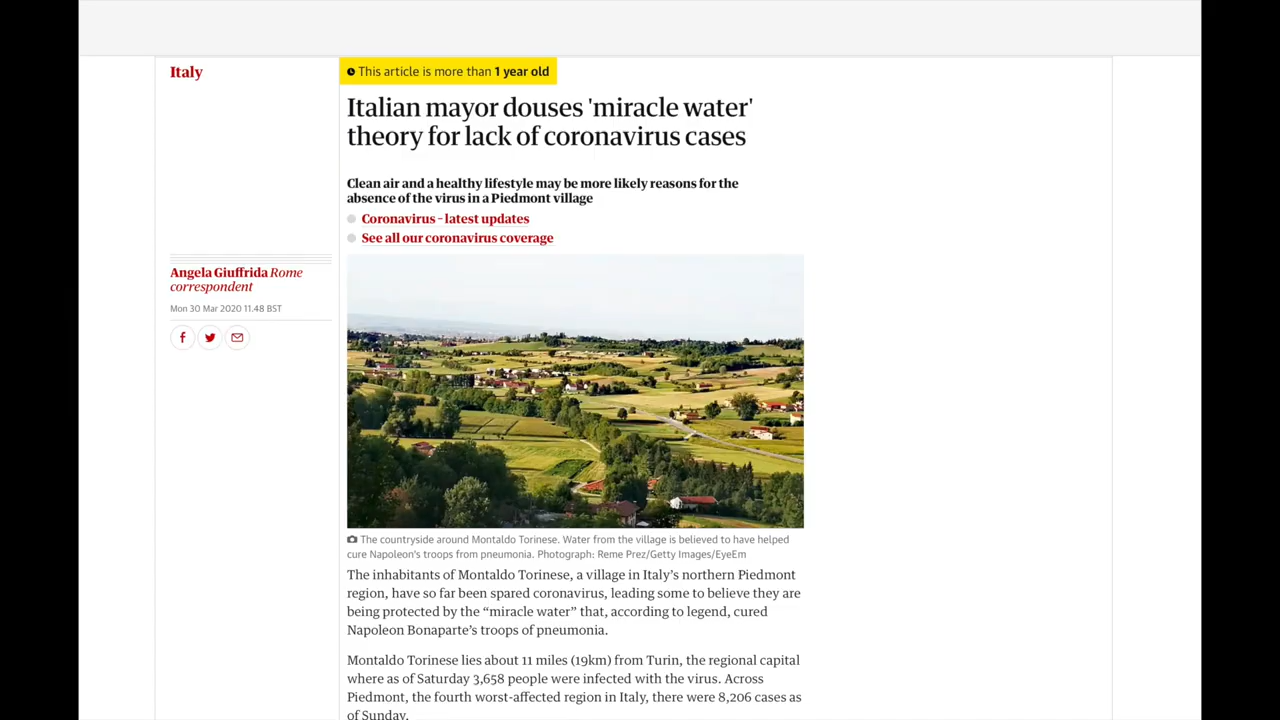 Italy
This article is more than 1 year old
Italian mayor douses 'miracle water'
theory for lack of coronavirus cases
Clean air and a healthy lifestyle may be more likely reasons for the
absence of the virus in a Piedmont village
Coronavirus – latest updates
See all our coronavirus coverage
Angela Giuffrida Rome
correspondent
Mon 30 Mar 2020 11.48 BST
The countryside around Montaldo Torinese. Water from the village is believed to have helped
cure Napoleon's troops from pneumonia. Photograph: Reme Prez/Getty Images/EyeEm
The inhabitants of Montaldo Torinese, a village in Italy’s northern Piedmont
region, have so far been spared coronavirus, leading some to believe they are
being protected by the “miracle water” that, according to legend, cured
Napoleon Bonaparte’s troops of pneumonia.
Montaldo Torinese lies about 11 miles (19km) from Turin, the regional capital
where as of Saturday 3,658 people were infected with the virus. Across
Piedmont, the fourth worst-affected region in Italy, there were 8,206 cases as
of Sunday.